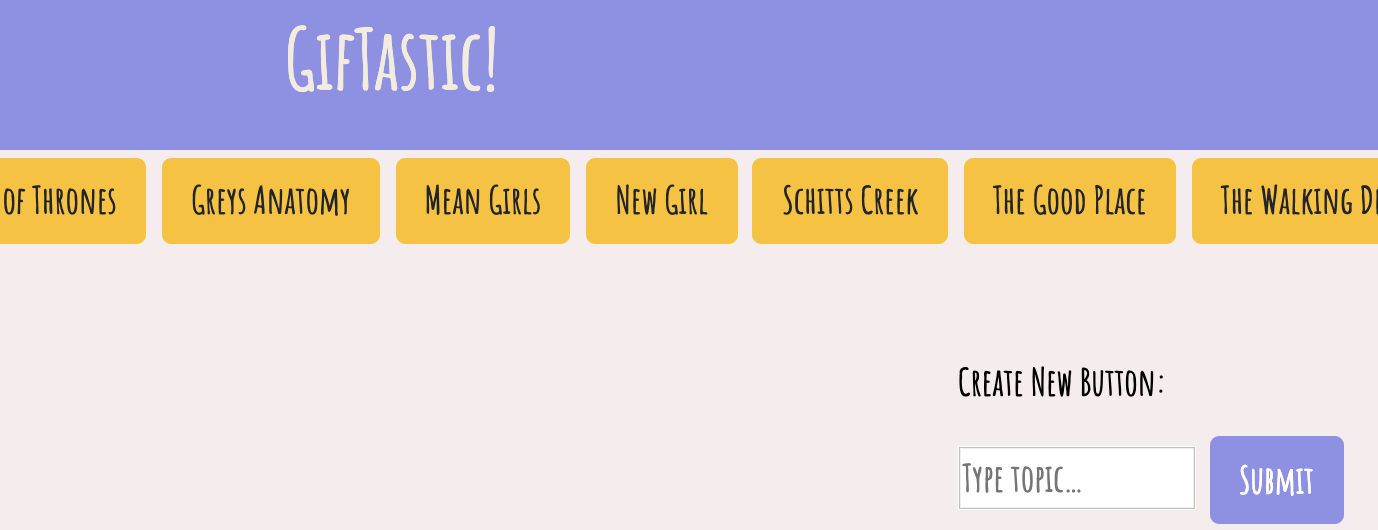 GifTastic!
of Thrones Greys Anatomy Mean Girls New Girl Schitts Creek The Good Place The Walking
Create New Button:
Type topic... Submit